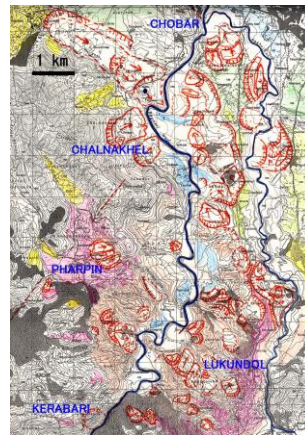 CHOBAR
1 km
CHALNAKHEL
PHARPIN
LUKUNDOL
KERABARI